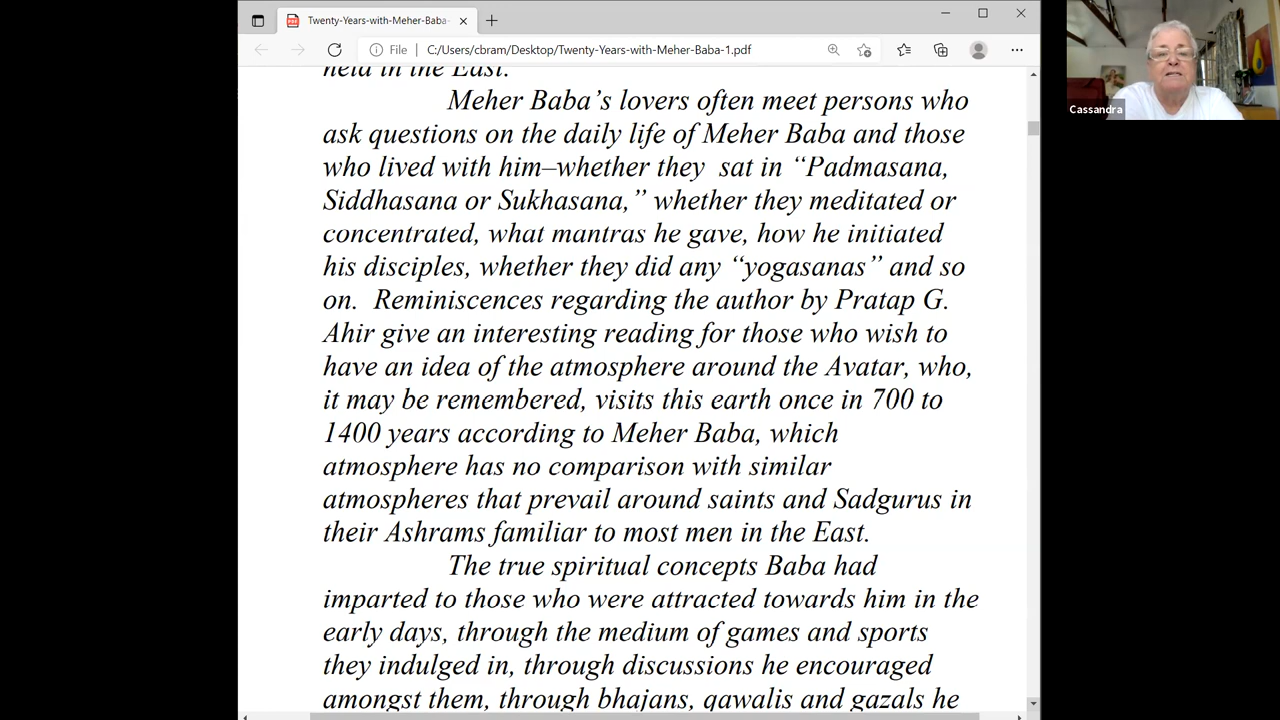 Twenty-Years-with-Meher-Baba-
File C:/Users/cbram/Desktop/Twenty-Years-with-Meher-Baba-1.pdf
Cassandra
held in the East.
Meher Baba’s lovers often meet persons who
ask questions on the daily life of Meher Baba and those
who lived with him–whether they sat in “Padmasana,
Siddhasana or Sukhasana,” whether they meditated or
concentrated, what mantras he gave, how he initiated
his disciples, whether they did any “yogasanas” and so
on. Reminiscences regarding the author by Pratap G.
Ahir give an interesting reading for those who wish to
have an idea of the atmosphere around the Avatar, who,
it may be remembered, visits this earth once in 700 to
1400 years according to Meher Baba, which
atmosphere has no comparison with similar
atmospheres that prevail around saints and Sadgurus in
their Ashrams familiar to most men in the East.
The true spiritual concepts Baba had
imparted to those who were attracted towards him in the
early days, through the medium of games and sports
they indulged in, through discussions he encouraged
amongst them, through bhajans, qawalis and gazals he